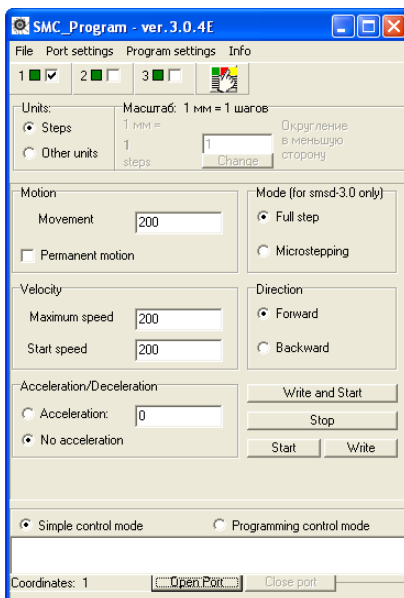 SMC_Program - ver.3.0.4E
File Port settings Program settings Info
1 2 3
Units:
Steps
Other units
Масштаб: 1 мм = 1 шагов
1 мм =
1
steps
1
Change
Округление
в меньшую
сторону
Motion
Movement 200
Permanent motion
Mode (for smsd-3.0 only)
Full step
Microstepping
Velocity
Maximum speed 200
Start speed 200
Direction
Forward
Backward
Acceleration/Deceleration
Acceleration: 0
No acceleration
Write and Start
Stop
Start Write
Simple control mode Programming control mode
Coordinates: 1 Open Port Close port